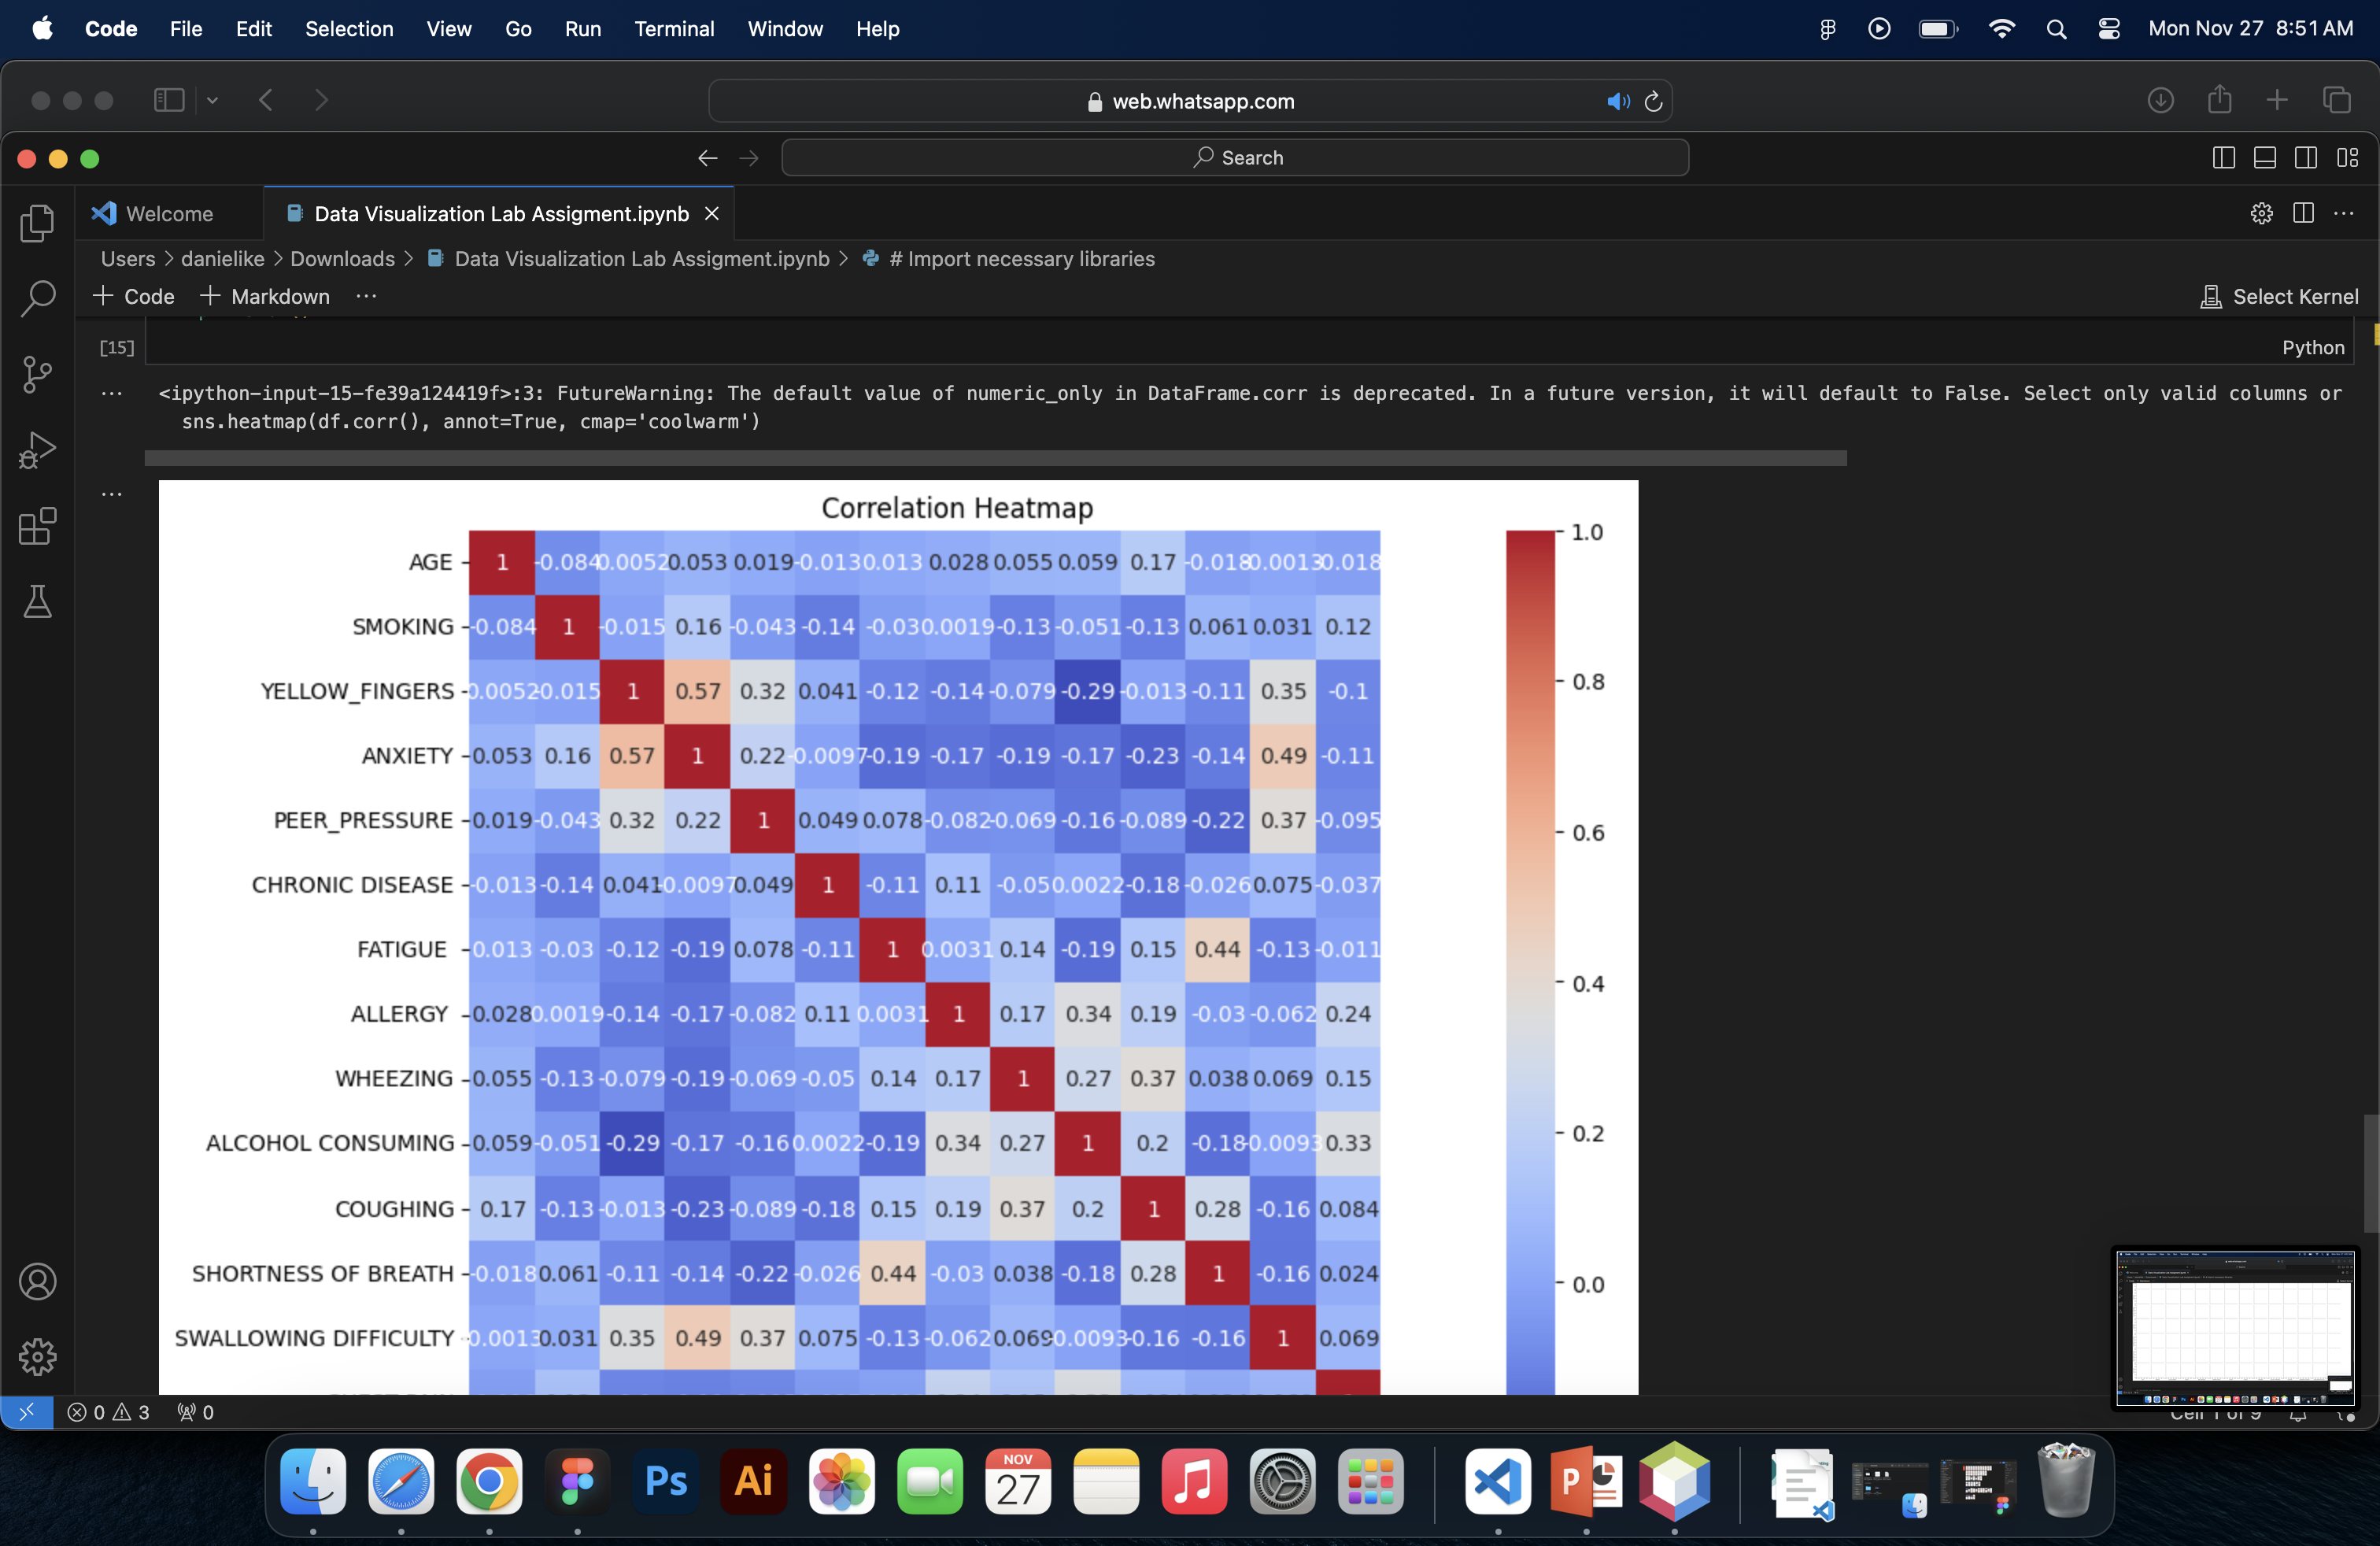 Code File Edit Selection View Go Run Terminal Window Help Mon Nov 27 8:51 AM
web.whatsapp.com
Search
Welcome Data Visualization Lab Assigment.ipynb
Users > danielike > Downloads > Data Visualization Lab Assigment.ipynb > # Import necessary libraries
+ Code + Markdown ... Select Kernel
[15] Python
... <ipython-input-15-fe39a124419f>:3: FutureWarning: The default value of numeric_only in DataFrame.corr is deprecated. In a future version, it will default to False. Select only valid columns or
sns.heatmap(df.corr(), annot=True, cmap='coolwarm')
...
Correlation Heatmap
AGE 1 -0.084 0.0052 0.053 0.019 -0.013 0.013 0.028 0.055 0.059 0.17 -0.018 -0.0013 -0.018
SMOKING -0.084 1 -0.015 0.16 -0.043 -0.14 -0.03 0.0019 -0.13 -0.051 -0.13 0.061 0.031 0.12
YELLOW_FINGERS 0.0052 -0.015 1 0.57 0.32 0.041 -0.12 -0.14 -0.079 -0.29 -0.013 -0.11 0.35 -0.1
ANXIETY 0.053 0.16 0.57 1 0.22 -0.0097 -0.19 -0.17 -0.19 -0.17 -0.23 -0.14 0.49 -0.11
PEER_PRESSURE 0.019 -0.043 0.32 0.22 1 0.049 0.078 -0.082 -0.069 -0.16 -0.089 -0.22 0.37 -0.095
CHRONIC DISEASE -0.013 -0.14 0.041 -0.0097 0.049 1 -0.11 0.11 -0.05 0.0022 -0.18 -0.026 0.075 -0.037
FATIGUE 0.013 -0.03 -0.12 -0.19 0.078 -0.11 1 0.0031 0.14 -0.19 0.15 0.44 -0.13 -0.011
ALLERGY 0.028 0.0019 -0.14 -0.17 -0.082 0.11 0.0031 1 0.17 0.34 0.19 -0.03 -0.062 0.24
WHEEZING 0.055 -0.13 -0.079 -0.19 -0.069 -0.05 0.14 0.17 1 0.27 0.37 0.038 0.069 0.15
ALCOHOL CONSUMING 0.059 -0.051 -0.29 -0.17 -0.16 0.0022 -0.19 0.34 0.27 1 0.2 -0.18 -0.0093 0.33
COUGHING 0.17 -0.13 -0.013 -0.23 -0.089 -0.18 0.15 0.19 0.37 0.2 1 0.28 -0.16 0.084
SHORTNESS OF BREATH -0.018 0.061 -0.11 -0.14 -0.22 -0.026 0.44 -0.03 0.038 -0.18 0.28 1 -0.16 0.024
SWALLOWING DIFFICULTY -0.0013 0.031 0.35 0.49 0.37 0.075 -0.13 -0.062 0.069 -0.0093 -0.16 -0.16 1 0.069
1.0
0.8
0.6
0.4
0.2
0.0
0 3 0
Cell 1 of 9
Ps Ai NOV 27 P